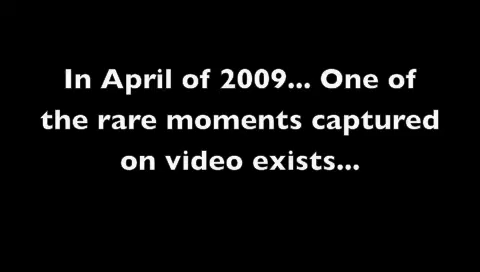 In April of 2009... One of
the rare moments captured
on video exists...